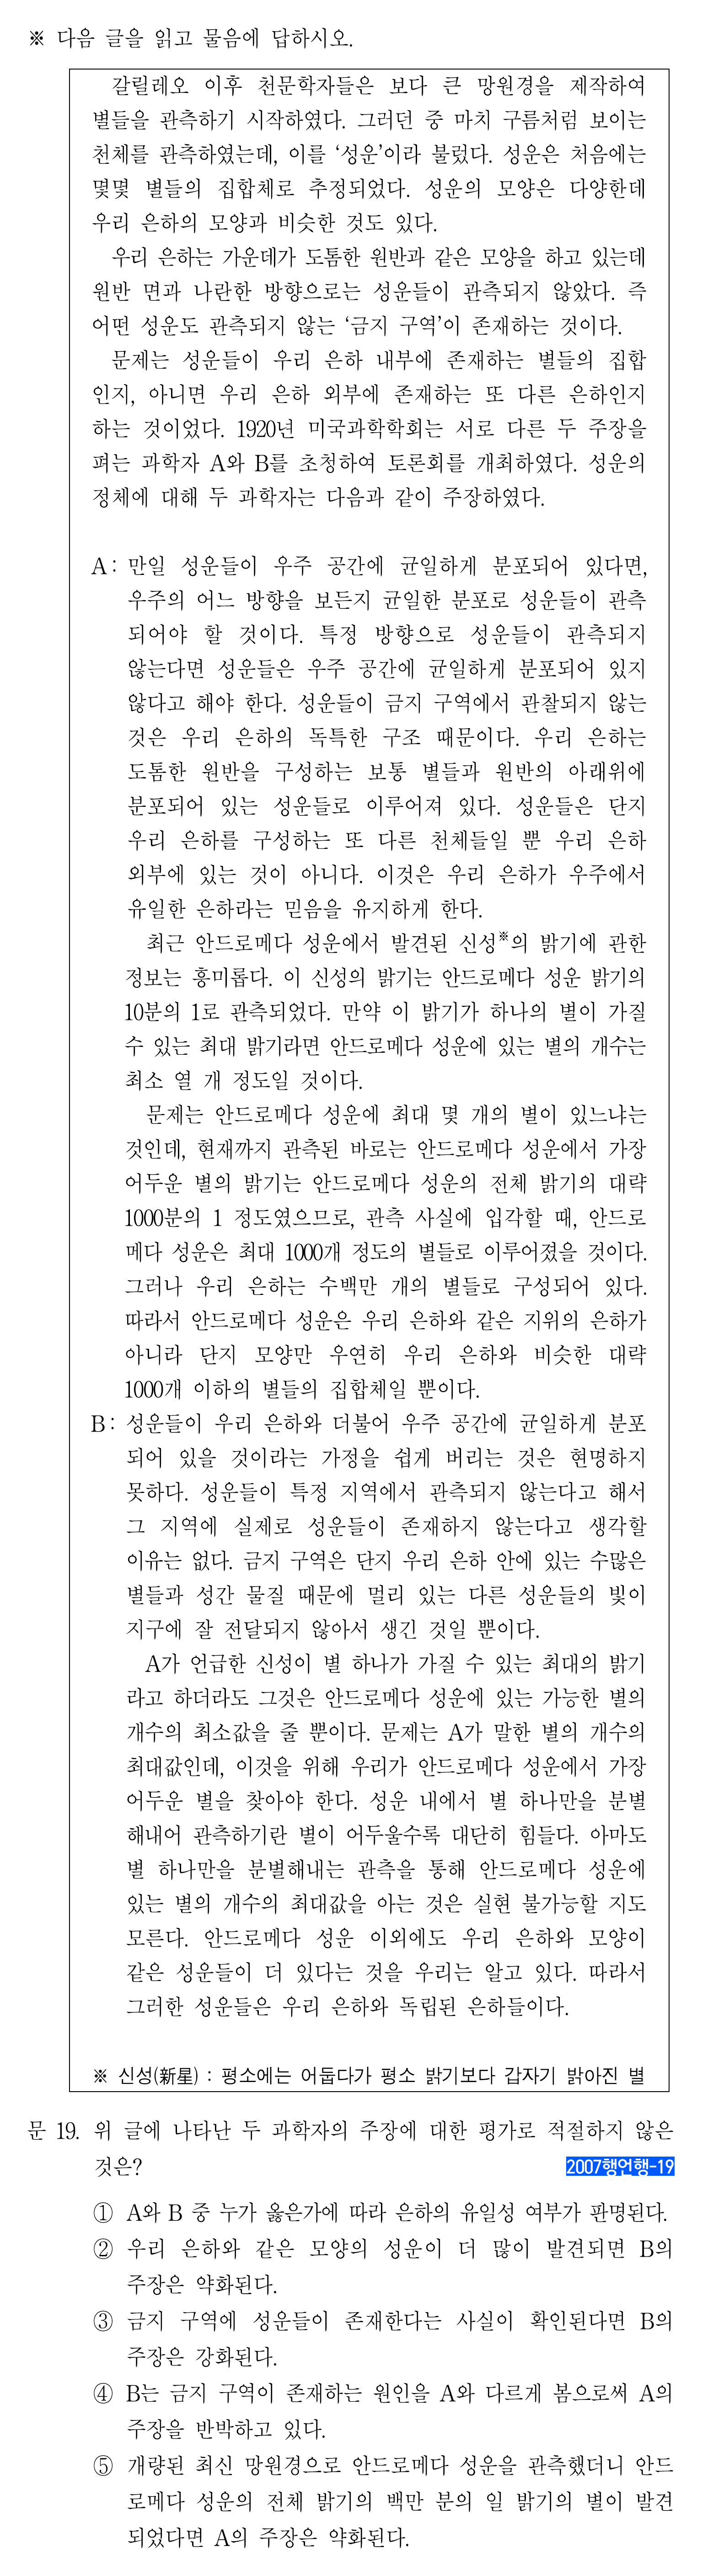 ※ 다음 글을 읽고 물음에 답하시오.
갈릴레오 이후 천문학자들은 보다 큰 망원경을 제작하여
별들을 관측하기 시작하였다. 그러던 중 마치 구름처럼 보이는
천체를 관측하였는데, 이를 ‘성운’이라 불렀다. 성운은 처음에는
몇몇 별들의 집합체로 추정되었다. 성운의 모양은 다양한데
우리 은하의 모양과 비슷한 것도 있다.
우리 은하는 가운데가 도톰한 원반과 같은 모양을 하고 있는데
원반 면과 나란한 방향으로는 성운들이 관측되지 않았다. 즉
어떤 성운도 관측되지 않는 ‘금지 구역’이 존재하는 것이다.
문제는 성운들이 우리 은하 내부에 존재하는 별들의 집합
인지, 아니면 우리 은하 외부에 존재하는 또 다른 은하인지
하는 것이었다. 1920년 미국과학학회는 서로 다른 두 주장을
펴는 과학자 A와 B를 초청하여 토론회를 개최하였다. 성운의
정체에 대해 두 과학자는 다음과 같이 주장하였다.
A : 만일 성운들이 우주 공간에 균일하게 분포되어 있다면,
우주의 어느 방향을 보든지 균일한 분포로 성운들이 관측
되어야 할 것이다. 특정 방향으로 성운들이 관측되지
않는다면 성운들은 우주 공간에 균일하게 분포되어 있지
않다고 해야 한다. 성운들이 금지 구역에서 관찰되지 않는
것은 우리 은하의 독특한 구조 때문이다. 우리 은하는
도톰한 원반을 구성하는 보통 별들과 원반의 아래위에
분포되어 있는 성운들로 이루어져 있다. 성운들은 단지
우리 은하를 구성하는 또 다른 천체들일 뿐 우리 은하
외부에 있는 것이 아니다. 이것은 우리 은하가 우주에서
유일한 은하라는 믿음을 유지하게 한다.
최근 안드로메다 성운에서 발견된 신성※의 밝기에 관한
정보는 흥미롭다. 이 신성의 밝기는 안드로메다 성운 밝기의
10분의 1로 관측되었다. 만약 이 밝기가 하나의 별이 가질
수 있는 최대 밝기라면 안드로메다 성운에 있는 별의 개수는
최소 열 개 정도일 것이다.
문제는 안드로메다 성운에 최대 몇 개의 별이 있느냐는
것인데, 현재까지 관측된 바로는 안드로메다 성운에서 가장
어두운 별의 밝기는 안드로메다 성운의 전체 밝기의 대략
1000분의 1 정도였으므로, 관측 사실에 입각할 때, 안드로
메다 성운은 최대 1000개 정도의 별들로 이루어졌을 것이다.
그러나 우리 은하는 수백만 개의 별들로 구성되어 있다.
따라서 안드로메다 성운은 우리 은하와 같은 지위의 은하가
아니라 단지 모양만 우연히 우리 은하와 비슷한 대략
1000개 이하의 별들의 집합체일 뿐이다.
B : 성운들이 우리 은하와 더불어 우주 공간에 균일하게 분포
되어 있을 것이라는 가정을 쉽게 버리는 것은 현명하지
못하다. 성운들이 특정 지역에서 관측되지 않는다고 해서
그 지역에 실제로 성운들이 존재하지 않는다고 생각할
이유는 없다. 금지 구역은 단지 우리 은하 안에 있는 수많은
별들과 성간 물질 때문에 멀리 있는 다른 성운들의 빛이
지구에 잘 전달되지 않아서 생긴 것일 뿐이다.
A가 언급한 신성이 별 하나가 가질 수 있는 최대의 밝기
라고 하더라도 그것은 안드로메다 성운에 있는 가능한 별의
개수의 최소값을 줄 뿐이다. 문제는 A가 말한 별의 개수의
최대값인데, 이것을 위해 우리가 안드로메다 성운에서 가장
어두운 별을 찾아야 한다. 성운 내에서 별 하나만을 분별
해내어 관측하기란 별이 어두울수록 대단히 힘들다. 아마도
별 하나만을 분별해내는 관측을 통해 안드로메다 성운에
있는 별의 개수의 최대값을 아는 것은 실현 불가능할 지도
모른다. 안드로메다 성운 이외에도 우리 은하와 모양이
같은 성운들이 더 있다는 것을 우리는 알고 있다. 따라서
그러한 성운들은 우리 은하와 독립된 은하들이다.
※ 신성(新星) : 평소에는 어둡다가 평소 밝기보다 갑자기 밝아진 별
문 19. 위 글에 나타난 두 과학자의 주장에 대한 평가로 적절하지 않은
것은? 2007행언행-19
① A와 B 중 누가 옳은가에 따라 은하의 유일성 여부가 판명된다.
② 우리 은하와 같은 모양의 성운이 더 많이 발견되면 B의
주장은 약화된다.
③ 금지 구역에 성운들이 존재한다는 사실이 확인된다면 B의
주장은 강화된다.
④ B는 금지 구역이 존재하는 원인을 A와 다르게 봄으로써 A의
주장을 반박하고 있다.
⑤ 개량된 최신 망원경으로 안드로메다 성운을 관측했더니 안드
로메다 성운의 전체 밝기의 백만 분의 일 밝기의 별이 발견
되었다면 A의 주장은 약화된다.